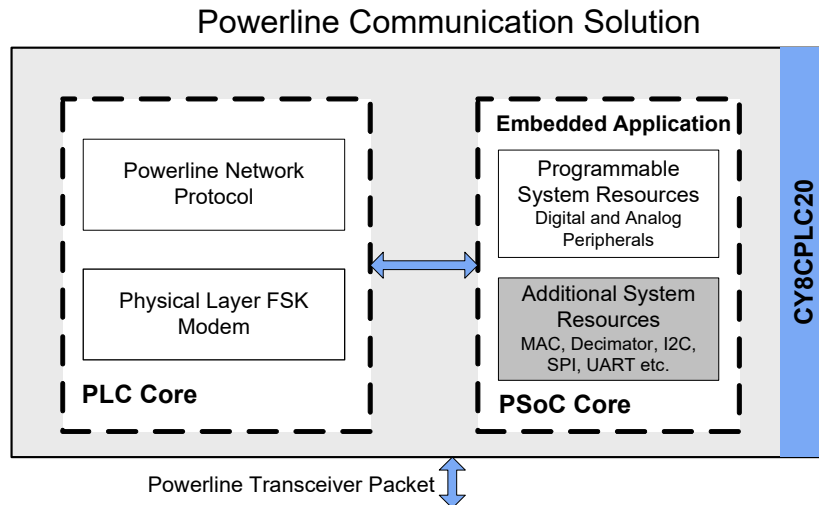 Powerline Communication Solution
Powerline Network
Protocol
Physical Layer FSK
Modem
PLC Core
Embedded Application
Programmable
System Resources
Digital and Analog
Peripherals
Additional System
Resources
MAC, Decimator, I2C,
SPI, UART etc.
PSoC Core
CY8CPLC20
Powerline Transceiver Packet